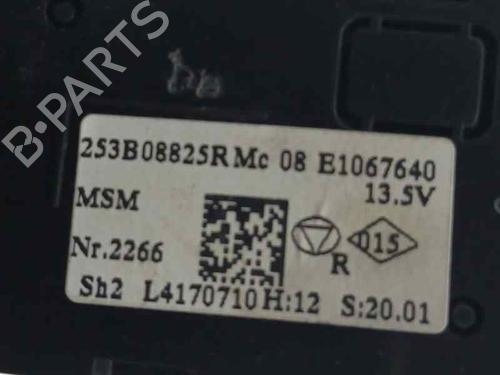 B-PARTS
253B08825R Mc 08 E1067640
13.5V
MSM
015
Nr.2266
R
Sh2 L4170710 H:12 S:20.01